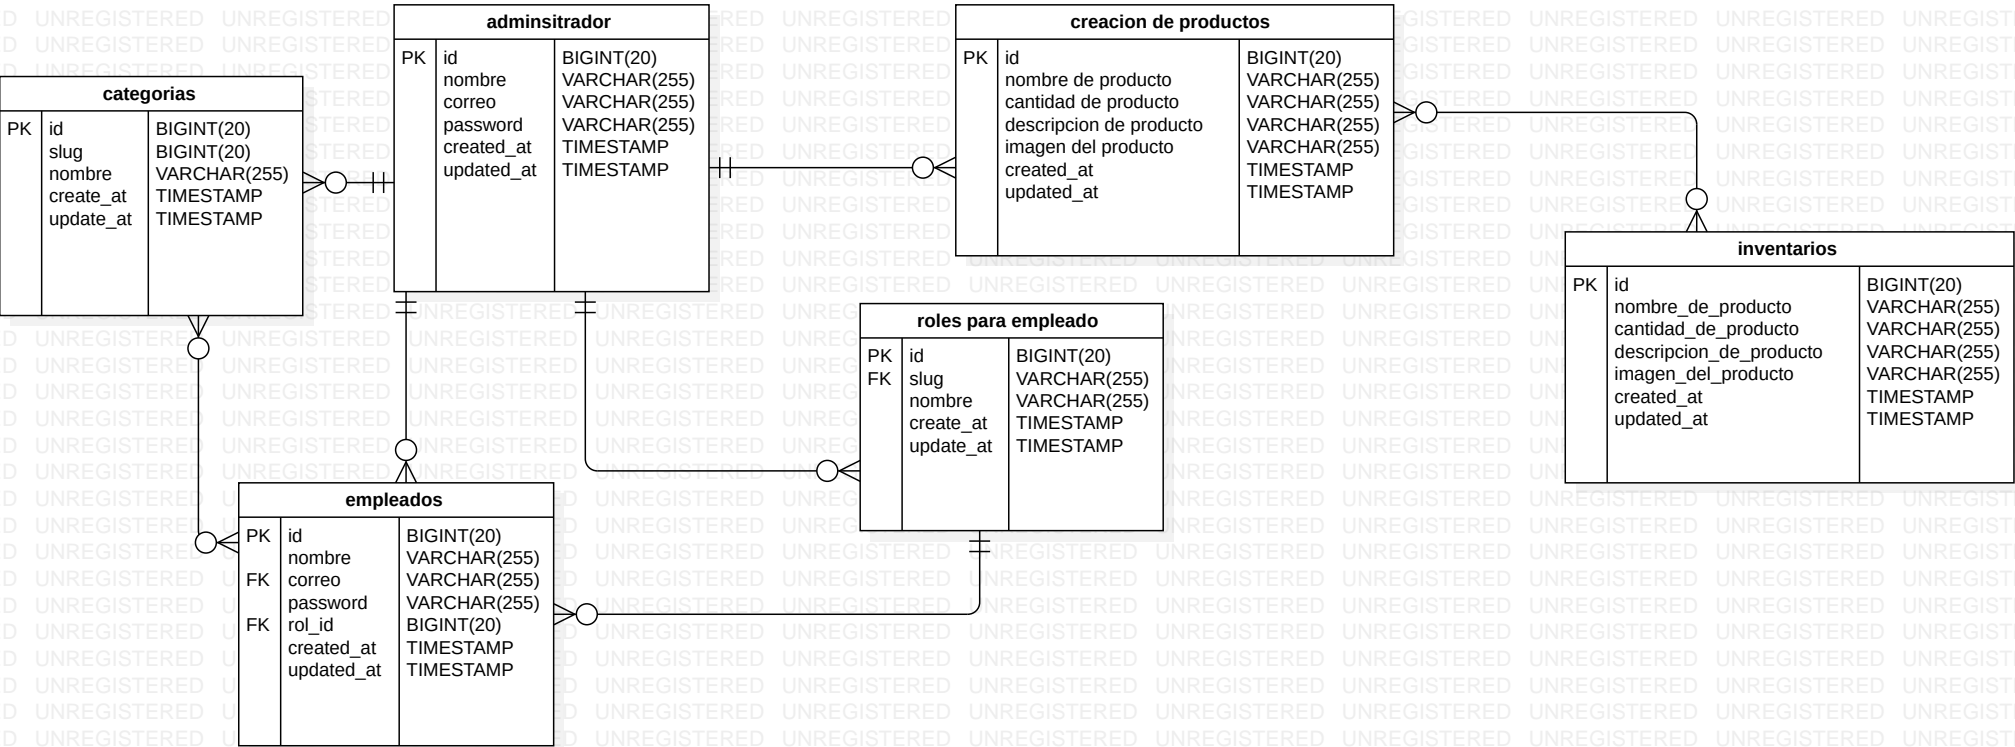 adminsitrador
PK id BIGINT(20)
nombre VARCHAR(255)
correo VARCHAR(255)
password VARCHAR(255)
created_at TIMESTAMP
updated_at TIMESTAMP
creacion de productos
PK id BIGINT(20)
nombre de producto VARCHAR(255)
cantidad de producto VARCHAR(255)
descripcion de producto VARCHAR(255)
imagen del producto VARCHAR(255)
created_at TIMESTAMP
updated_at TIMESTAMP
categorias
PK id BIGINT(20)
slug BIGINT(20)
nombre VARCHAR(255)
create_at TIMESTAMP
update_at TIMESTAMP
inventarios
PK id BIGINT(20)
nombre_de_producto VARCHAR(255)
cantidad_de_producto VARCHAR(255)
descripcion_de_producto VARCHAR(255)
imagen_del_producto VARCHAR(255)
created_at TIMESTAMP
updated_at TIMESTAMP
roles para empleado
PK id BIGINT(20)
FK slug VARCHAR(255)
nombre VARCHAR(255)
create_at TIMESTAMP
update_at TIMESTAMP
empleados
PK id BIGINT(20)
nombre VARCHAR(255)
FK correo VARCHAR(255)
password VARCHAR(255)
FK rol_id BIGINT(20)
created_at TIMESTAMP
updated_at TIMESTAMP
UNREGISTERED